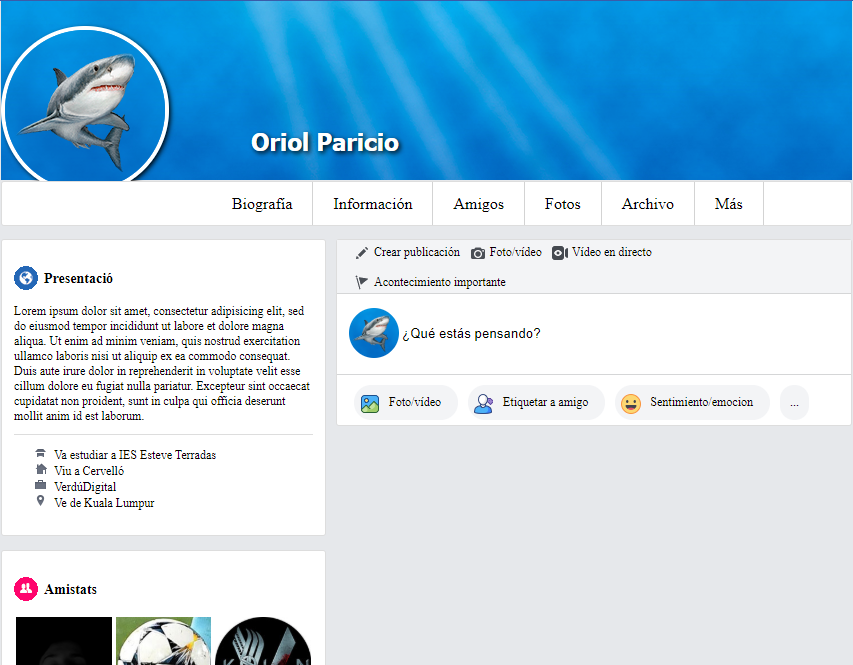 Oriol Paricio
Biografía Información Amigos Fotos Archivo Más
Presentació
Lorem ipsum dolor sit amet, consectetur adipisicing elit, sed
do eiusmod tempor incididunt ut labore et dolore magna
aliqua. Ut enim ad minim veniam, quis nostrud exercitation
ullamco laboris nisi ut aliquip ex ea commodo consequat.
Duis aute irure dolor in reprehenderit in voluptate velit esse
cillum dolore eu fugiat nulla pariatur. Excepteur sint occaecat
cupidatat non proident, sunt in culpa qui officia deserunt
mollit anim id est laborum.
Va estudiar a IES Esteve Terradas
Viu a Cervelló
VerdúDigital
Ve de Kuala Lumpur
Amistats
Crear publicación Foto/vídeo Vídeo en directo
Acontecimiento importante
¿Qué estás pensando?
Foto/vídeo Etiquetar a amigo Sentimiento/emocion ...